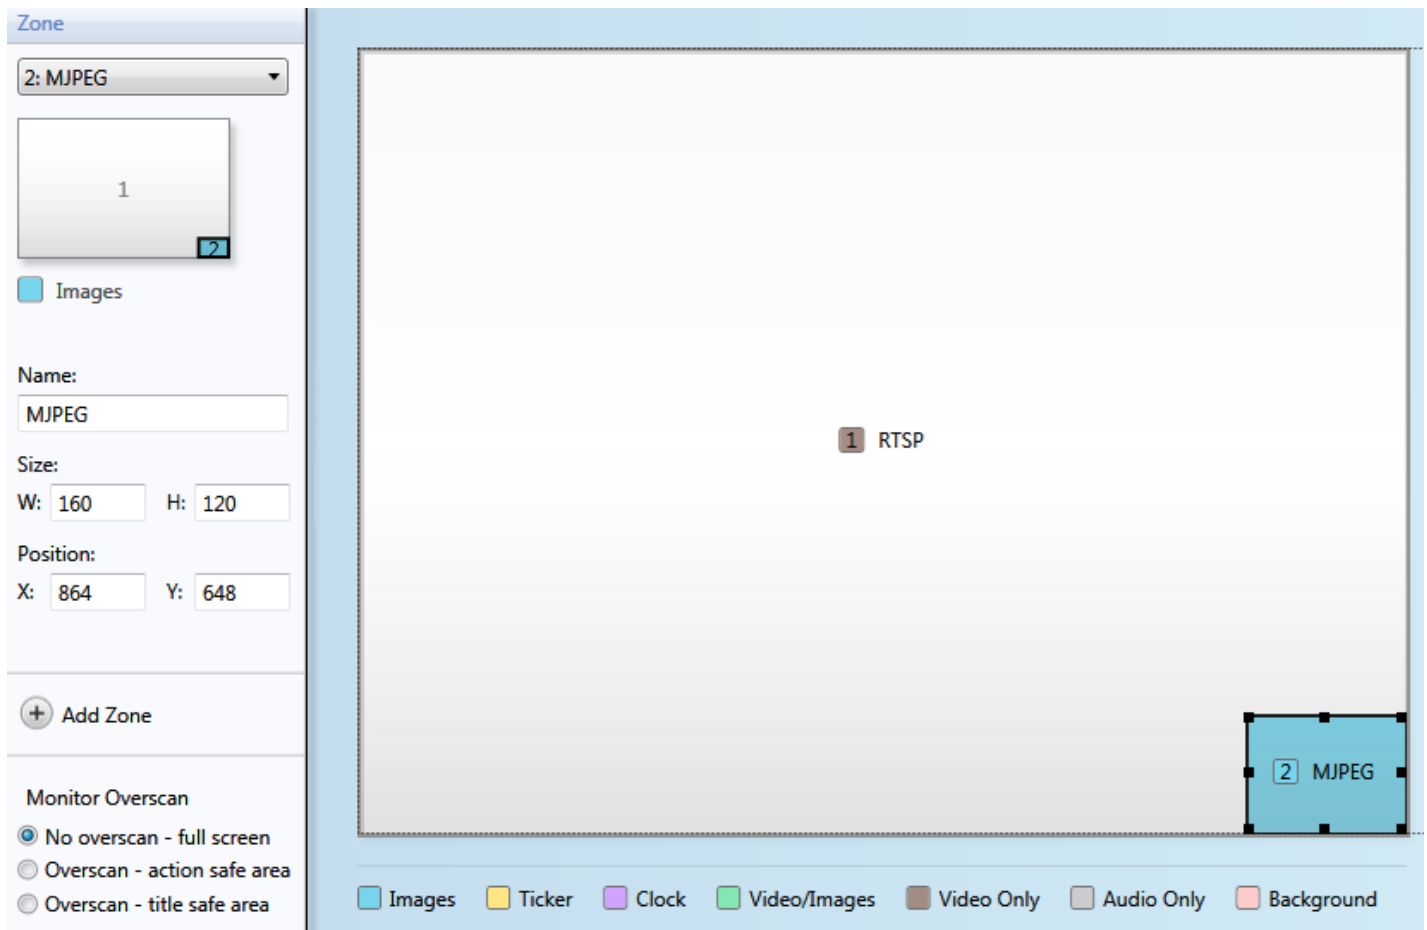 Zone
2: MJPEG
1
2
Images
Name:
MJPEG
Size:
W: 160 H: 120
Position:
X: 864 Y: 648
Add Zone
Monitor Overscan
No overscan - full screen
Overscan - action safe area
Overscan - title safe area
1 RTSP
2 MJPEG
Images Ticker Clock Video/Images Video Only Audio Only Background